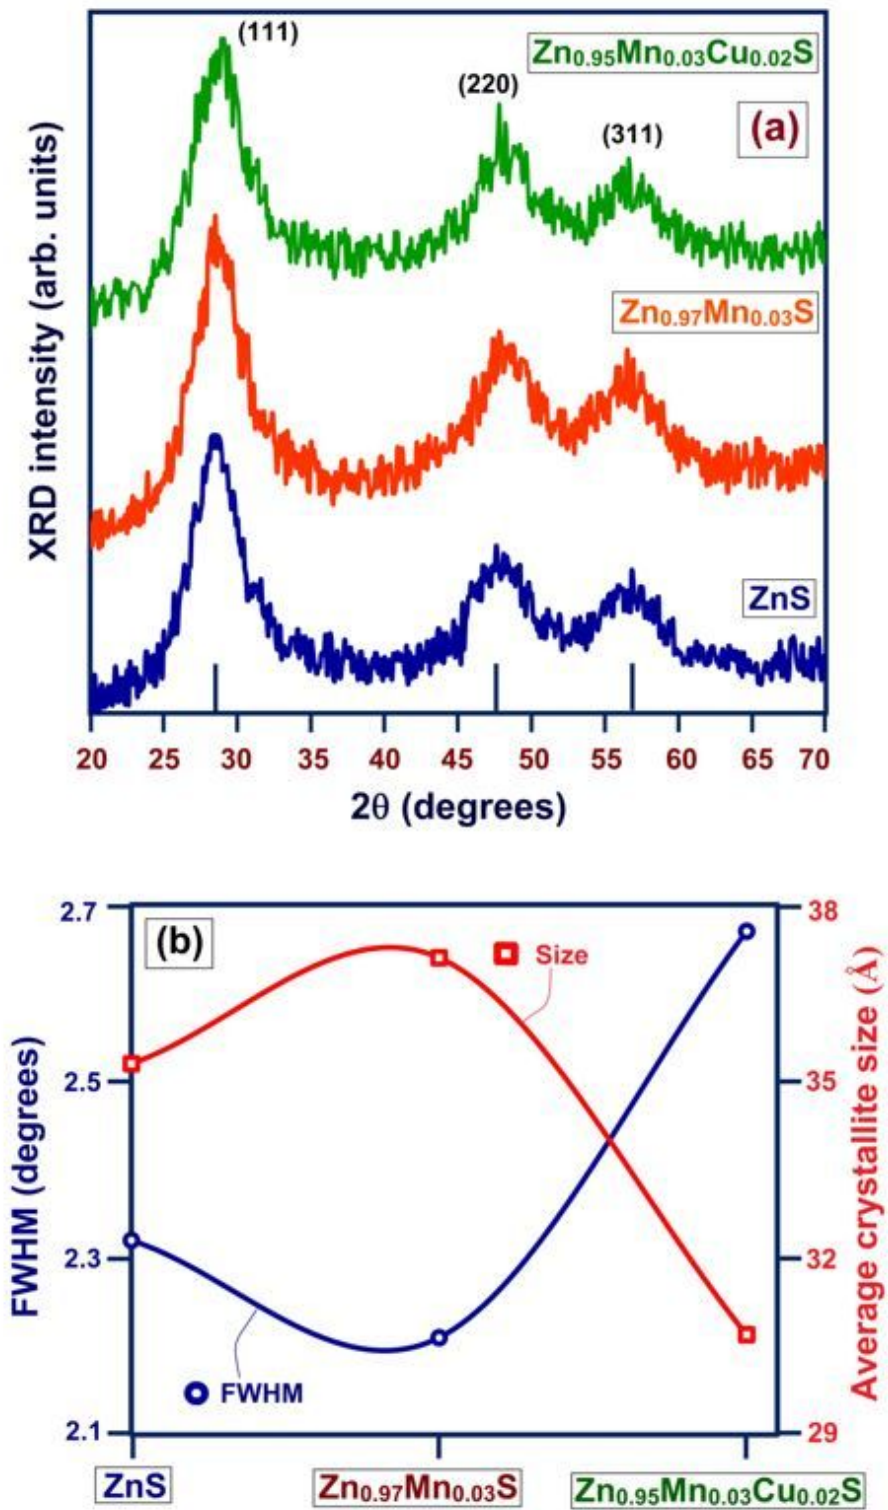 (111)
Zn0.95Mn0.03Cu0.02S
(220)
(a)
(311)
XRD intensity (arb. units)
Zn0.97Mn0.03S
ZnS
20 25 30 35 40 45 50 55 60 65 70
2θ (degrees)
2.7
(b)
38
Size
FWHM (degrees)
2.5
35
Average crystallite size (Å)
2.3
32
FWHM
2.1
29
ZnS
Zn0.97Mn0.03S
Zn0.95Mn0.03Cu0.02S